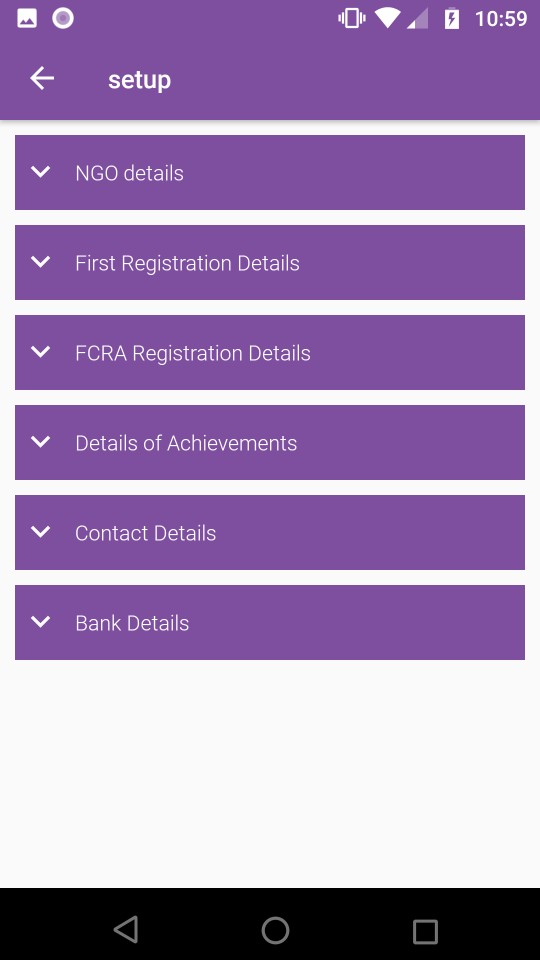 10:59
setup
NGO details
First Registration Details
FCRA Registration Details
Details of Achievements
Contact Details
Bank Details